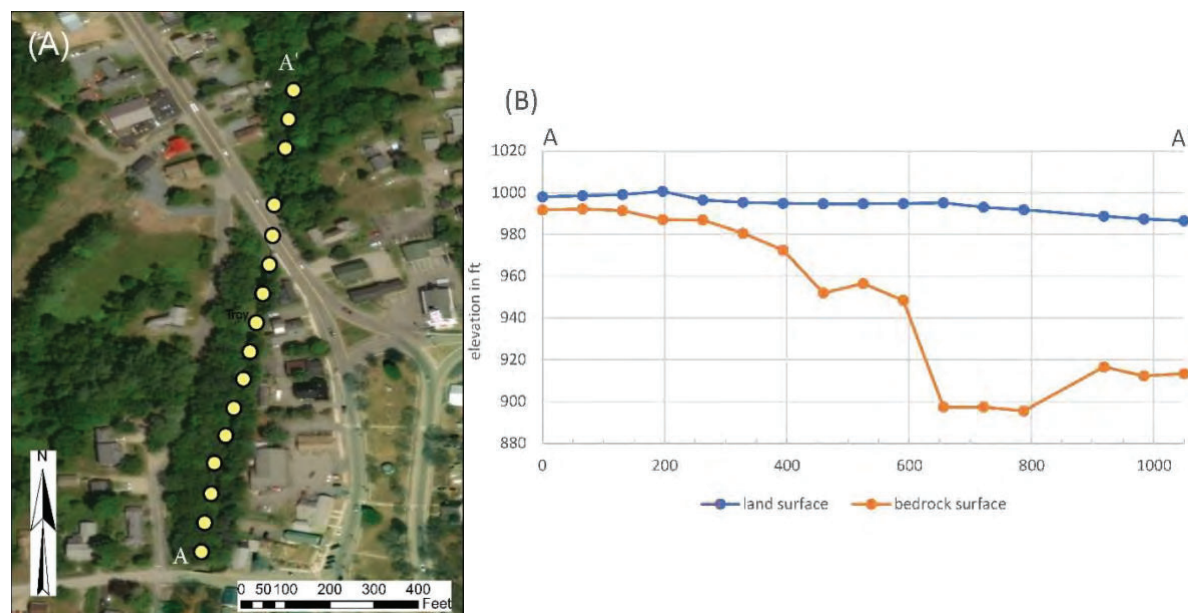 (A)
A'
Troy
A
N
0 50 100 200 300 400
Feet
(B)
A A
1020
1000
980
960
940
920
900
880
elevation in ft
0 200 400 600 800 1000
land surface bedrock surface